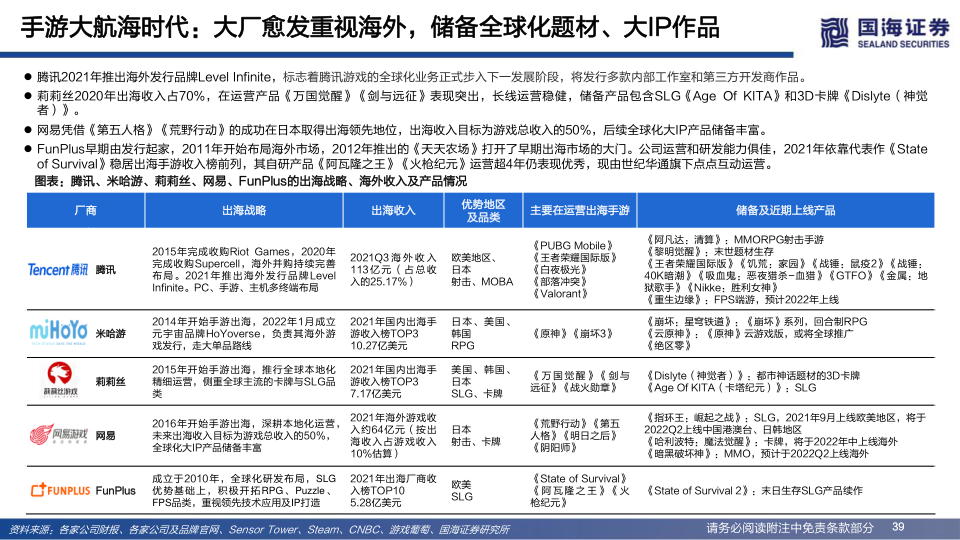 手游大航海时代：大厂愈发重视海外，储备全球化题材、大IP作品
国海证券
SEALAND SECURITIES
● 腾讯2021年推出海外发行品牌Level Infinite，标志着腾讯游戏的全球化业务正式步入下一发展阶段，将发行多款内部工作室和第三方开发商作品。
● 莉莉丝2020年出海收入占70%，在运营产品《万国觉醒》《剑与远征》表现突出，长线运营稳健，储备产品包含SLG《Age Of KITA》和3D卡牌《Dislyte（神觉
者）》。
● 网易凭借《第五人格》《荒野行动》的成功在日本取得出海领先地位，出海收入目标为游戏总收入的50%，后续全球化大IP产品储备丰富。
● FunPlus早期由发行起家，2011年开始布局海外市场，2012年推出的《天天农场》打开了早期出海市场的大门。公司运营和研发能力俱佳，2021年依靠代表作《State
of Survival》稳居出海手游收入榜前列，其自研产品《阿瓦隆之王》《火枪纪元》运营超4年仍表现优秀，现由世纪华通旗下点点互动运营。
图表：腾讯、米哈游、莉莉丝、网易、FunPlus的出海战略、海外收入及产品情况
厂商
出海战略
出海收入
优势地区
及品类
主要在运营出海手游
储备及近期上线产品
Tencent腾讯 腾讯
2015年完成收购Riot Games，2020年
完成收购Supercell，海外并购持续完善
布局。2021年推出海外发行品牌Level
Infinite。PC、手游、主机多终端布局
2021Q3海外收入
113亿元（占总收
入的25.17%）
欧美地区、
日本
射击、MOBA
《PUBG Mobile》
《王者荣耀国际版》
《白夜极光》
《部落冲突》
《Valorant》
《阿凡达：清算》：MMORPG射击手游
《黎明觉醒》：末世题材生存
《王者荣耀国际版》《饥荒：家园》《战锤：鼠疫2》《战锤：
40K暗潮》《吸血鬼：恶夜猎杀-血猎》《GTFO》《金属：地
狱歌手》《Nikke：胜利女神》
《重生边缘》：FPS端游，预计2022年上线
miHoYo 米哈游
2014年开始手游出海，2022年1月成立
元宇宙品牌HoYoverse，负责其海外游
戏发行，走大单品路线
2021年国内出海手
游收入榜TOP3
10.27亿美元
日本、美国、
韩国
RPG
《原神》《崩坏3》
《崩坏：星穹铁道》：《崩坏》系列，回合制RPG
《云原神》：《原神》云游戏版，或将全球推广
《绝区零》
莉莉丝游戏 莉莉丝
2015年开始手游出海，推行全球本地化
精细运营，侧重全球主流的卡牌与SLG品
类
2021年国内出海手
游收入榜TOP3
7.17亿美元
美国、韩国、
日本
SLG、卡牌
《万国觉醒》《剑与
远征》《战火勋章》
《Dislyte（神觉者）》：都市神话题材的3D卡牌
《Age Of KITA（卡塔纪元）》：SLG
网易游戏 网易
2016年开始手游出海，深耕本地化运营，
未来出海收入目标为游戏总收入的50%，
全球化大IP产品储备丰富
2021年海外游戏收
入约64亿元（按出
海收入占游戏收入
10%估算）
日本
射击、卡牌
《荒野行动》《第五
人格》《明日之后》
《阴阳师》
《指环王：崛起之战》：SLG，2021年9月上线欧美地区，将于
2022Q2上线中国港澳台、日韩地区
《哈利波特：魔法觉醒》：卡牌，将于2022年中上线海外
《暗黑破坏神》：MMO，预计于2022Q2上线海外
FUNPLUS FunPlus
成立于2010年，全球化研发布局，SLG
优势基础上，积极开拓RPG、Puzzle、
FPS品类，重视领先技术应用及IP打造
2021年出海厂商收
入榜TOP10
5.28亿美元
欧美
SLG
《State of Survival》
《阿瓦隆之王》《火
枪纪元》
《State of Survival 2》：末日生存SLG产品续作
资料来源：各家公司财报、各家公司及品牌官网、Sensor Tower、Steam、CNBC、游戏葡萄、国海证券研究所
请务必阅读附注中免责条款部分 39